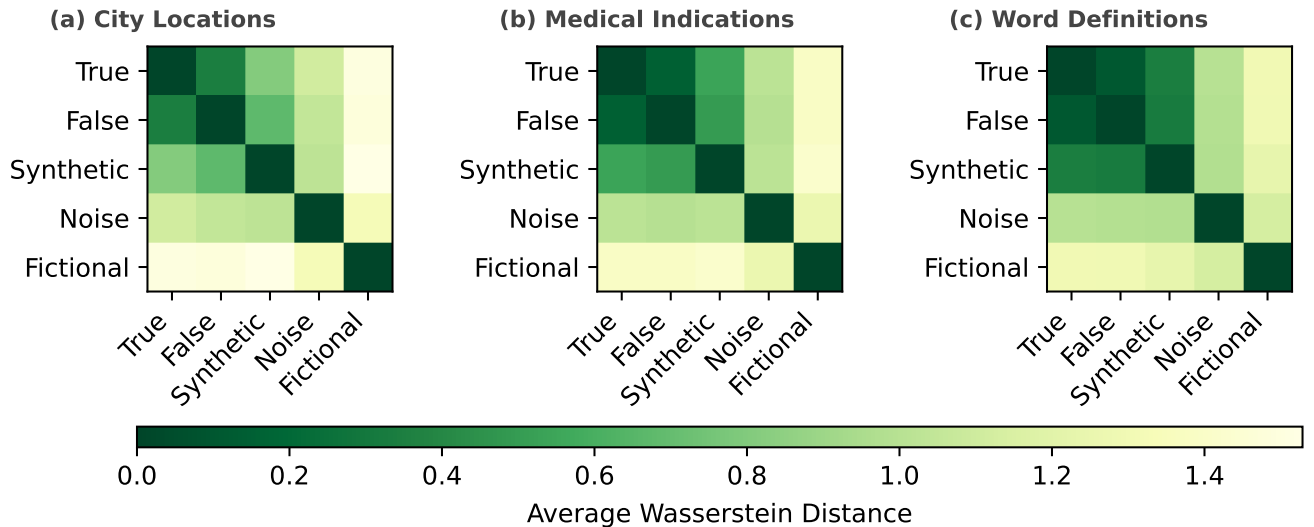 (a) City Locations
True
False
Synthetic
Noise
Fictional
True
False
Synthetic
Noise
Fictional
(b) Medical Indications
True
False
Synthetic
Noise
Fictional
True
False
Synthetic
Noise
Fictional
(c) Word Definitions
True
False
Synthetic
Noise
Fictional
True
False
Synthetic
Noise
Fictional
0.0 0.2 0.4 0.6 0.8 1.0 1.2 1.4
Average Wasserstein Distance